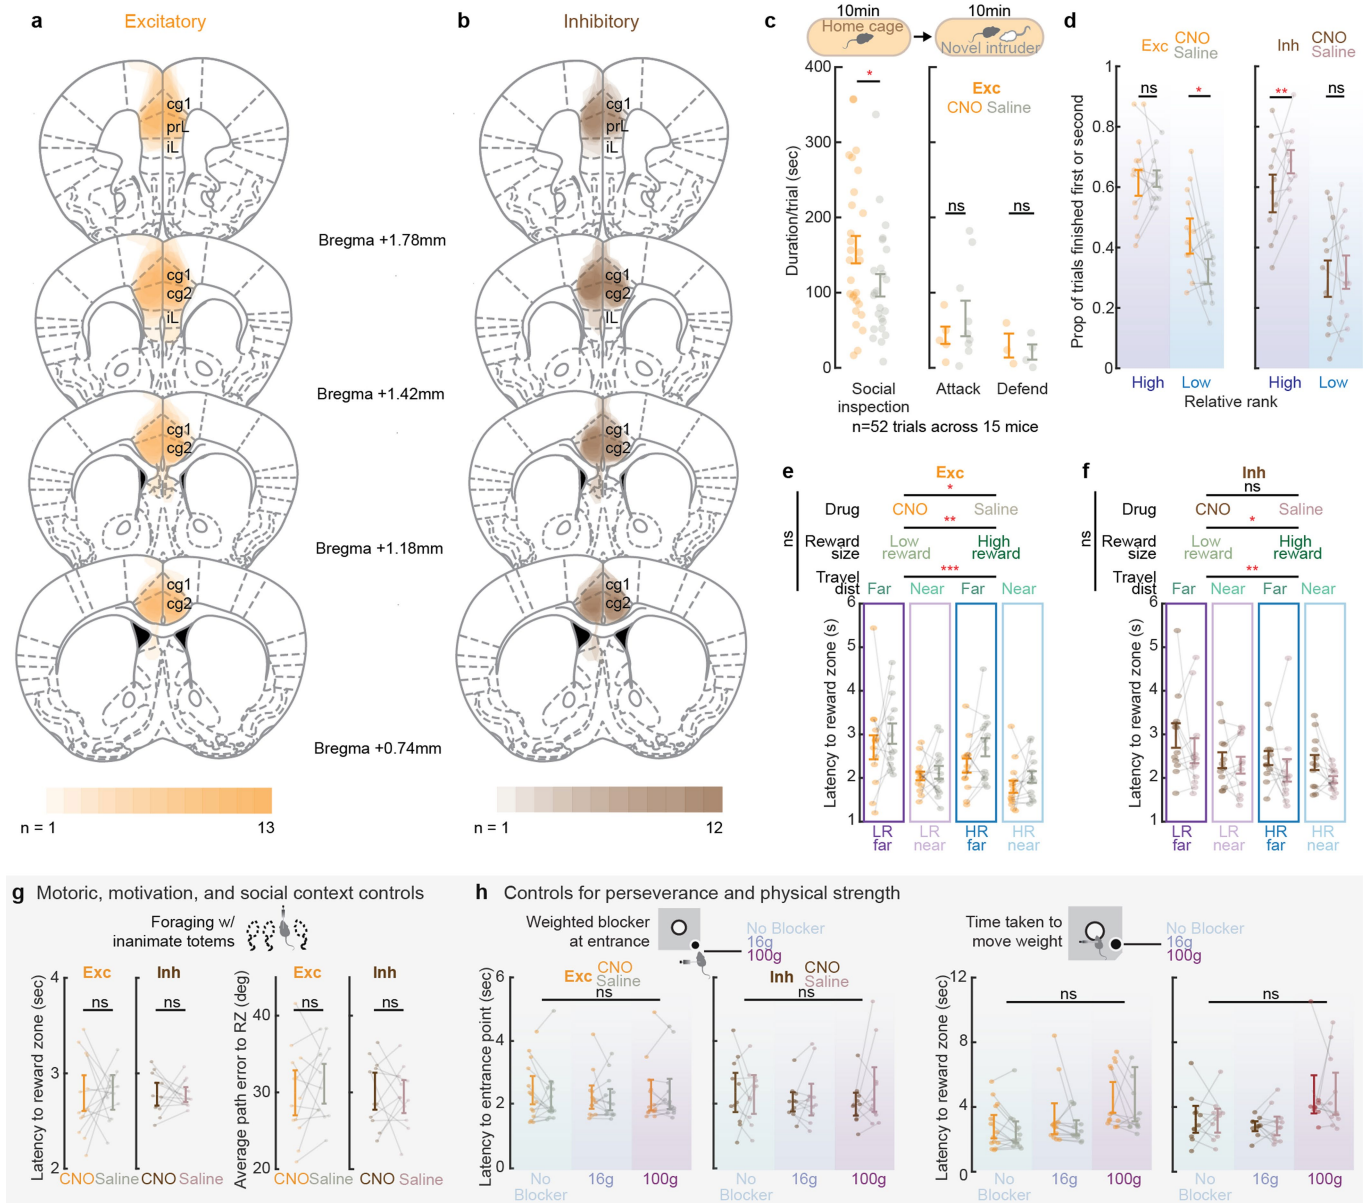 a Excitatory
cg1
prL
iL
Bregma +1.78mm
cg1
cg2
iL
Bregma +1.42mm
cg1
cg2
Bregma +1.18mm
cg1
cg2
Bregma +0.74mm
n = 1 13
b Inhibitory
cg1
prL
iL
cg1
cg2
IL
cg1
cg2
cg1
cg2
n = 1 12
c 10min 10min
Home cage
Novel intruder
Duration/trial (sec)
400
300
200
100
0
*
Exc
CNO Saline
ns ns
Social inspection
Attack Defend
n=52 trials across 15 mice
d
Exc CNO Saline
Inh CNO Saline
Prop of trials finished first or second
1
0.8
0.6
0.4
0.2
0
ns * ** ns
High Low High Low
Relative rank
e Exc
*
ns
Drug CNO Saline
**
Reward size Low reward High reward
***
Travel dist Far Near Far Near
Latency to reward zone (s)
6
5
4
3
2
1
LR far LR near HR far HR near
f Inh
ns
ns
Drug CNO Saline
*
Reward size Low reward High reward
**
Travel dist Far Near Far Near
Latency to reward zone (s)
6
5
4
3
2
1
LR far LR near HR far HR near
g Motoric, motivation, and social context controls
Foraging w/
inanimate totems
Exc Inh Exc Inh
ns ns ns ns
Latency to reward zone (sec)
4
3
2
Average path error to RZ (deg)
40
30
20
CNO Saline CNO Saline CNO Saline CNO Saline
h Controls for perseverance and physical strength
Weighted blocker
at entrance
No Blocker
16g
100g
Exc CNO Saline
ns
Inh CNO Saline
ns
Latency to entrance point (sec)
6
4
2
0
No Blocker 16g 100g No Blocker 16g 100g
Time taken to
move weight
No Blocker
16g
100g
ns ns
Latency to reward zone (sec)
12
8
4
0
No Blocker 16g 100g No Blocker 16g 100g